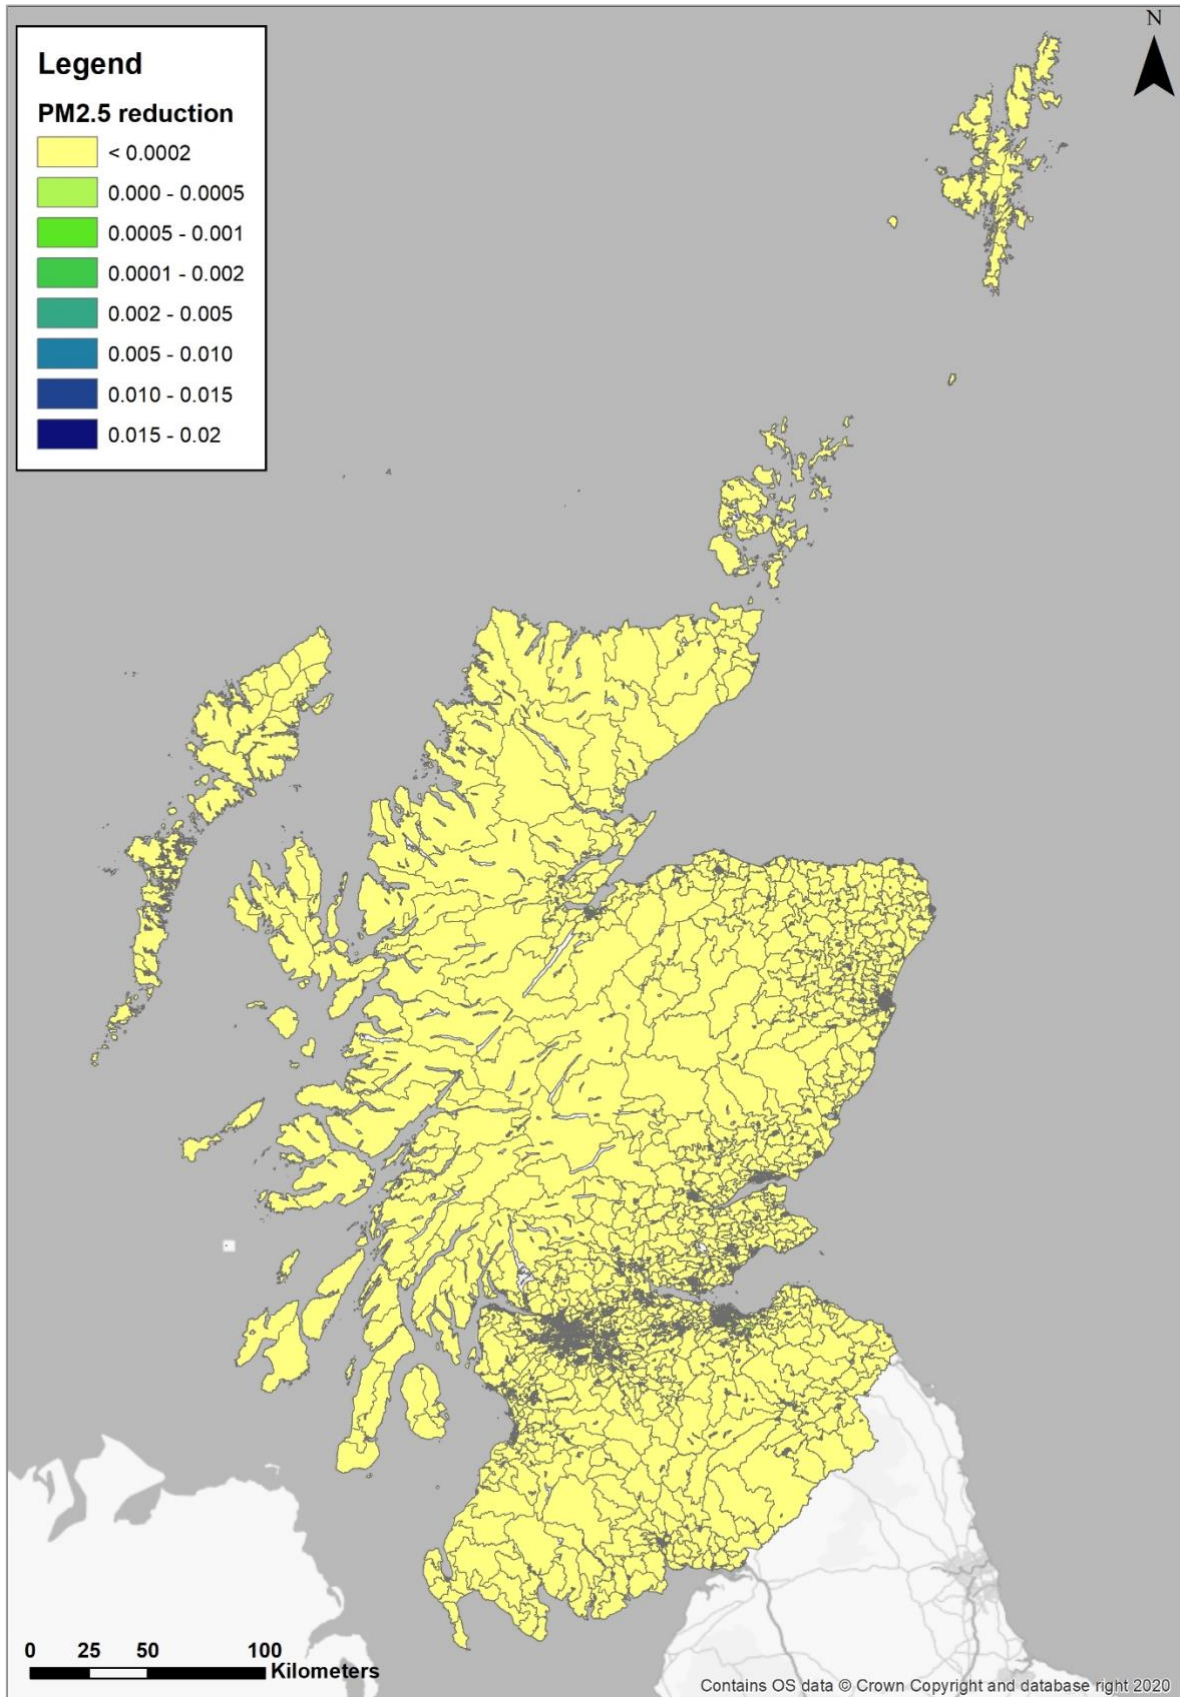 N
Legend
PM2.5 reduction
< 0.0002
0.000 - 0.0005
0.0005 - 0.001
0.0001 - 0.002
0.002 - 0.005
0.005 - 0.010
0.010 - 0.015
0.015 - 0.02
0 25 50 100
Kilometers
Contains OS data © Crown Copyright and database right 2020